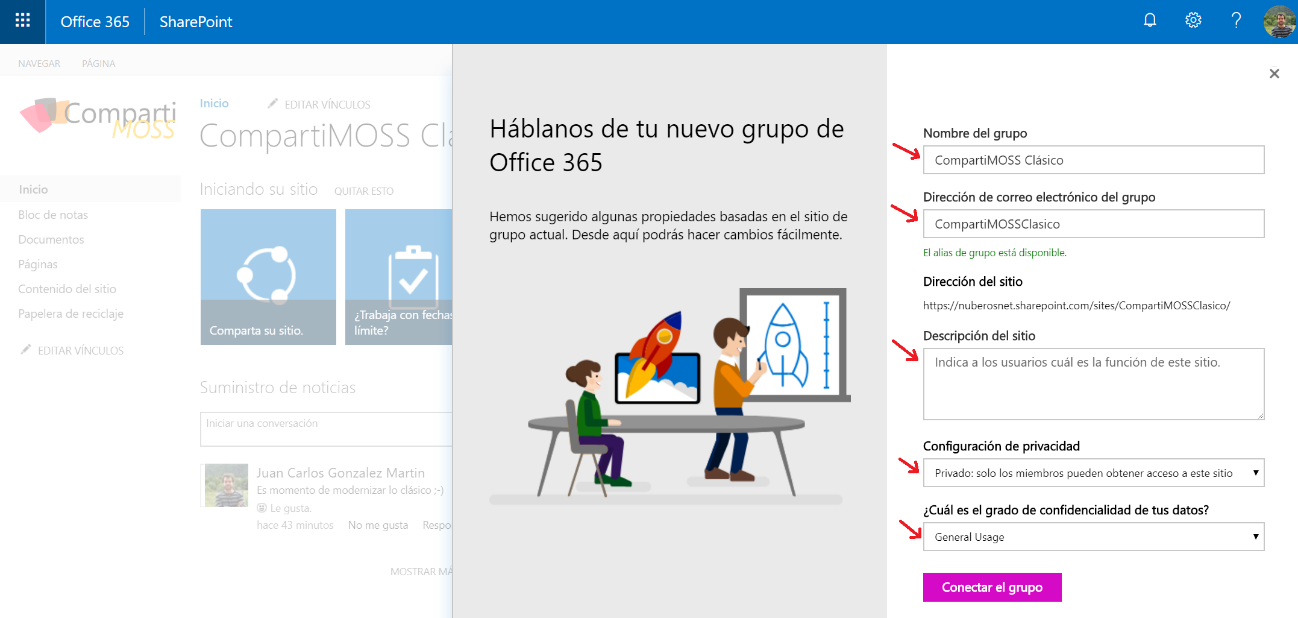 Office 365
SharePoint
NAVEGAR
PÁGINA
Comparti
MOSS
Inicio
EDITAR VÍNCULOS
CompartiMOSS Clá
Iniciando su sitio
QUITAR ESTO
Inicio
Bloc de notas
Documentos
Páginas
Contenido del sitio
Papelera de reciclaje
EDITAR VÍNCULOS
Comparta su sitio.
¿Trabaja con fechas
límite?
Suministro de noticias
Iniciar una conversación
Juan Carlos Gonzalez Martin
Es momento de modernizar lo clásico :-)
Le gusta.
hace 43 minutos
No me gusta
Respo
MOSTRAR MÁ
Háblanos de tu nuevo grupo de
Office 365
Hemos sugerido algunas propiedades basadas en el sitio de
grupo actual. Desde aquí podrás hacer cambios fácilmente.
Nombre del grupo
CompartiMOSS Clásico
Dirección de correo electrónico del grupo
CompartiMOSSClasico
El alias de grupo está disponible.
Dirección del sitio
https://nuberosnet.sharepoint.com/sites/CompartiMOSSClasico/
Descripción del sitio
Indica a los usuarios cuál es la función de este sitio.
Configuración de privacidad
Privado: solo los miembros pueden obtener acceso a este sitio
¿Cuál es el grado de confidencialidad de tus datos?
General Usage
Conectar el grupo